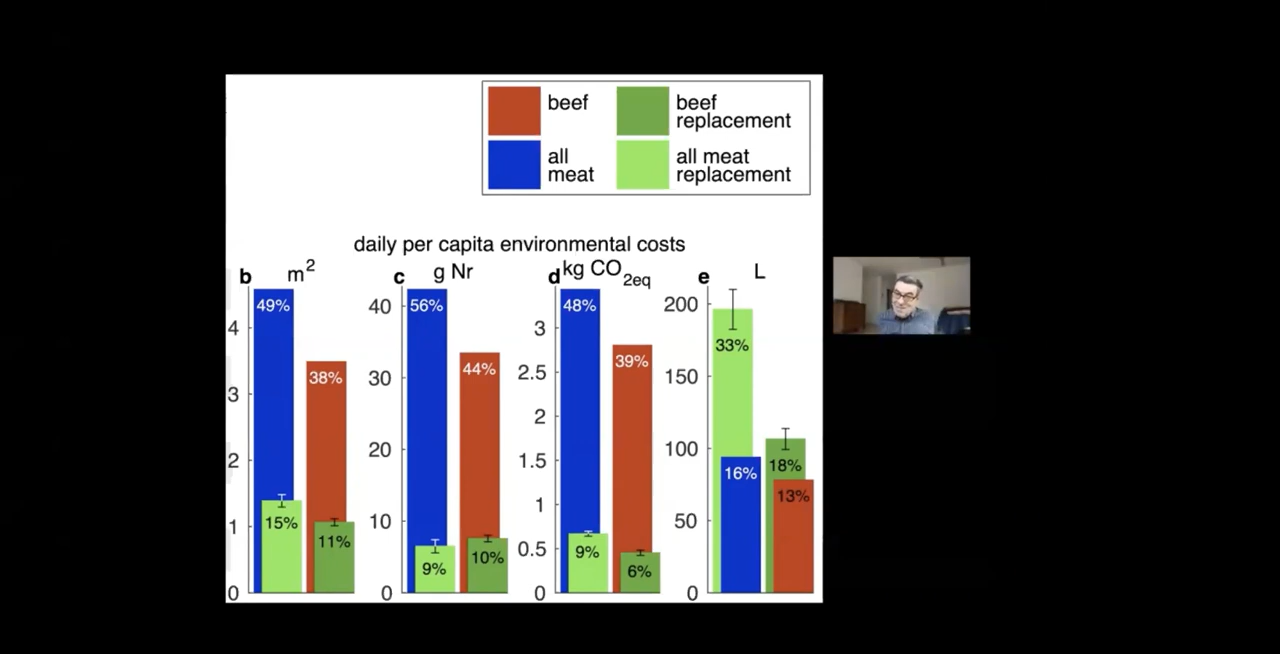 beef
beef
replacement
all
meat
all meat
replacement
daily per capita environmental costs
b
m2
49%
38%
15%
11%
4
3
2
1
0
c
g Nr
56%
44%
9%
10%
40
30
20
10
0
d
kg CO2eq
48%
39%
9%
6%
3
2.5
2
1.5
1
0.5
0
e
L
33%
16%
18%
13%
200
150
100
50
0